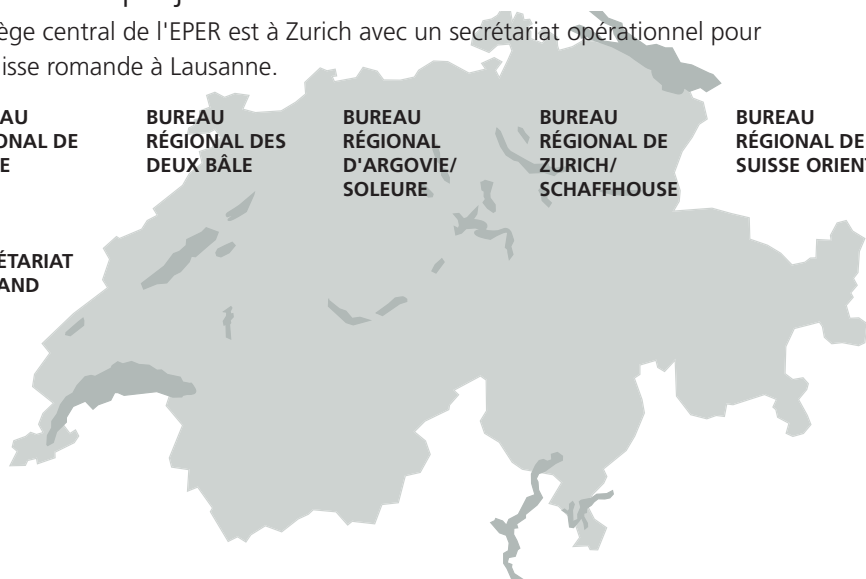 ège central de l'EPER est à Zurich avec un secrétariat opérationnel pour
isse romande à Lausanne.
AU
ONAL DE
E
BUREAU
RÉGIONAL DES
DEUX BÂLE
BUREAU
RÉGIONAL
D'ARGOVIE/
SOLEURE
BUREAU
RÉGIONAL DE
ZURICH/
SCHAFFHOUSE
BUREAU
RÉGIONAL DE
SUISSE ORIENT
ÉTARIAT
AND